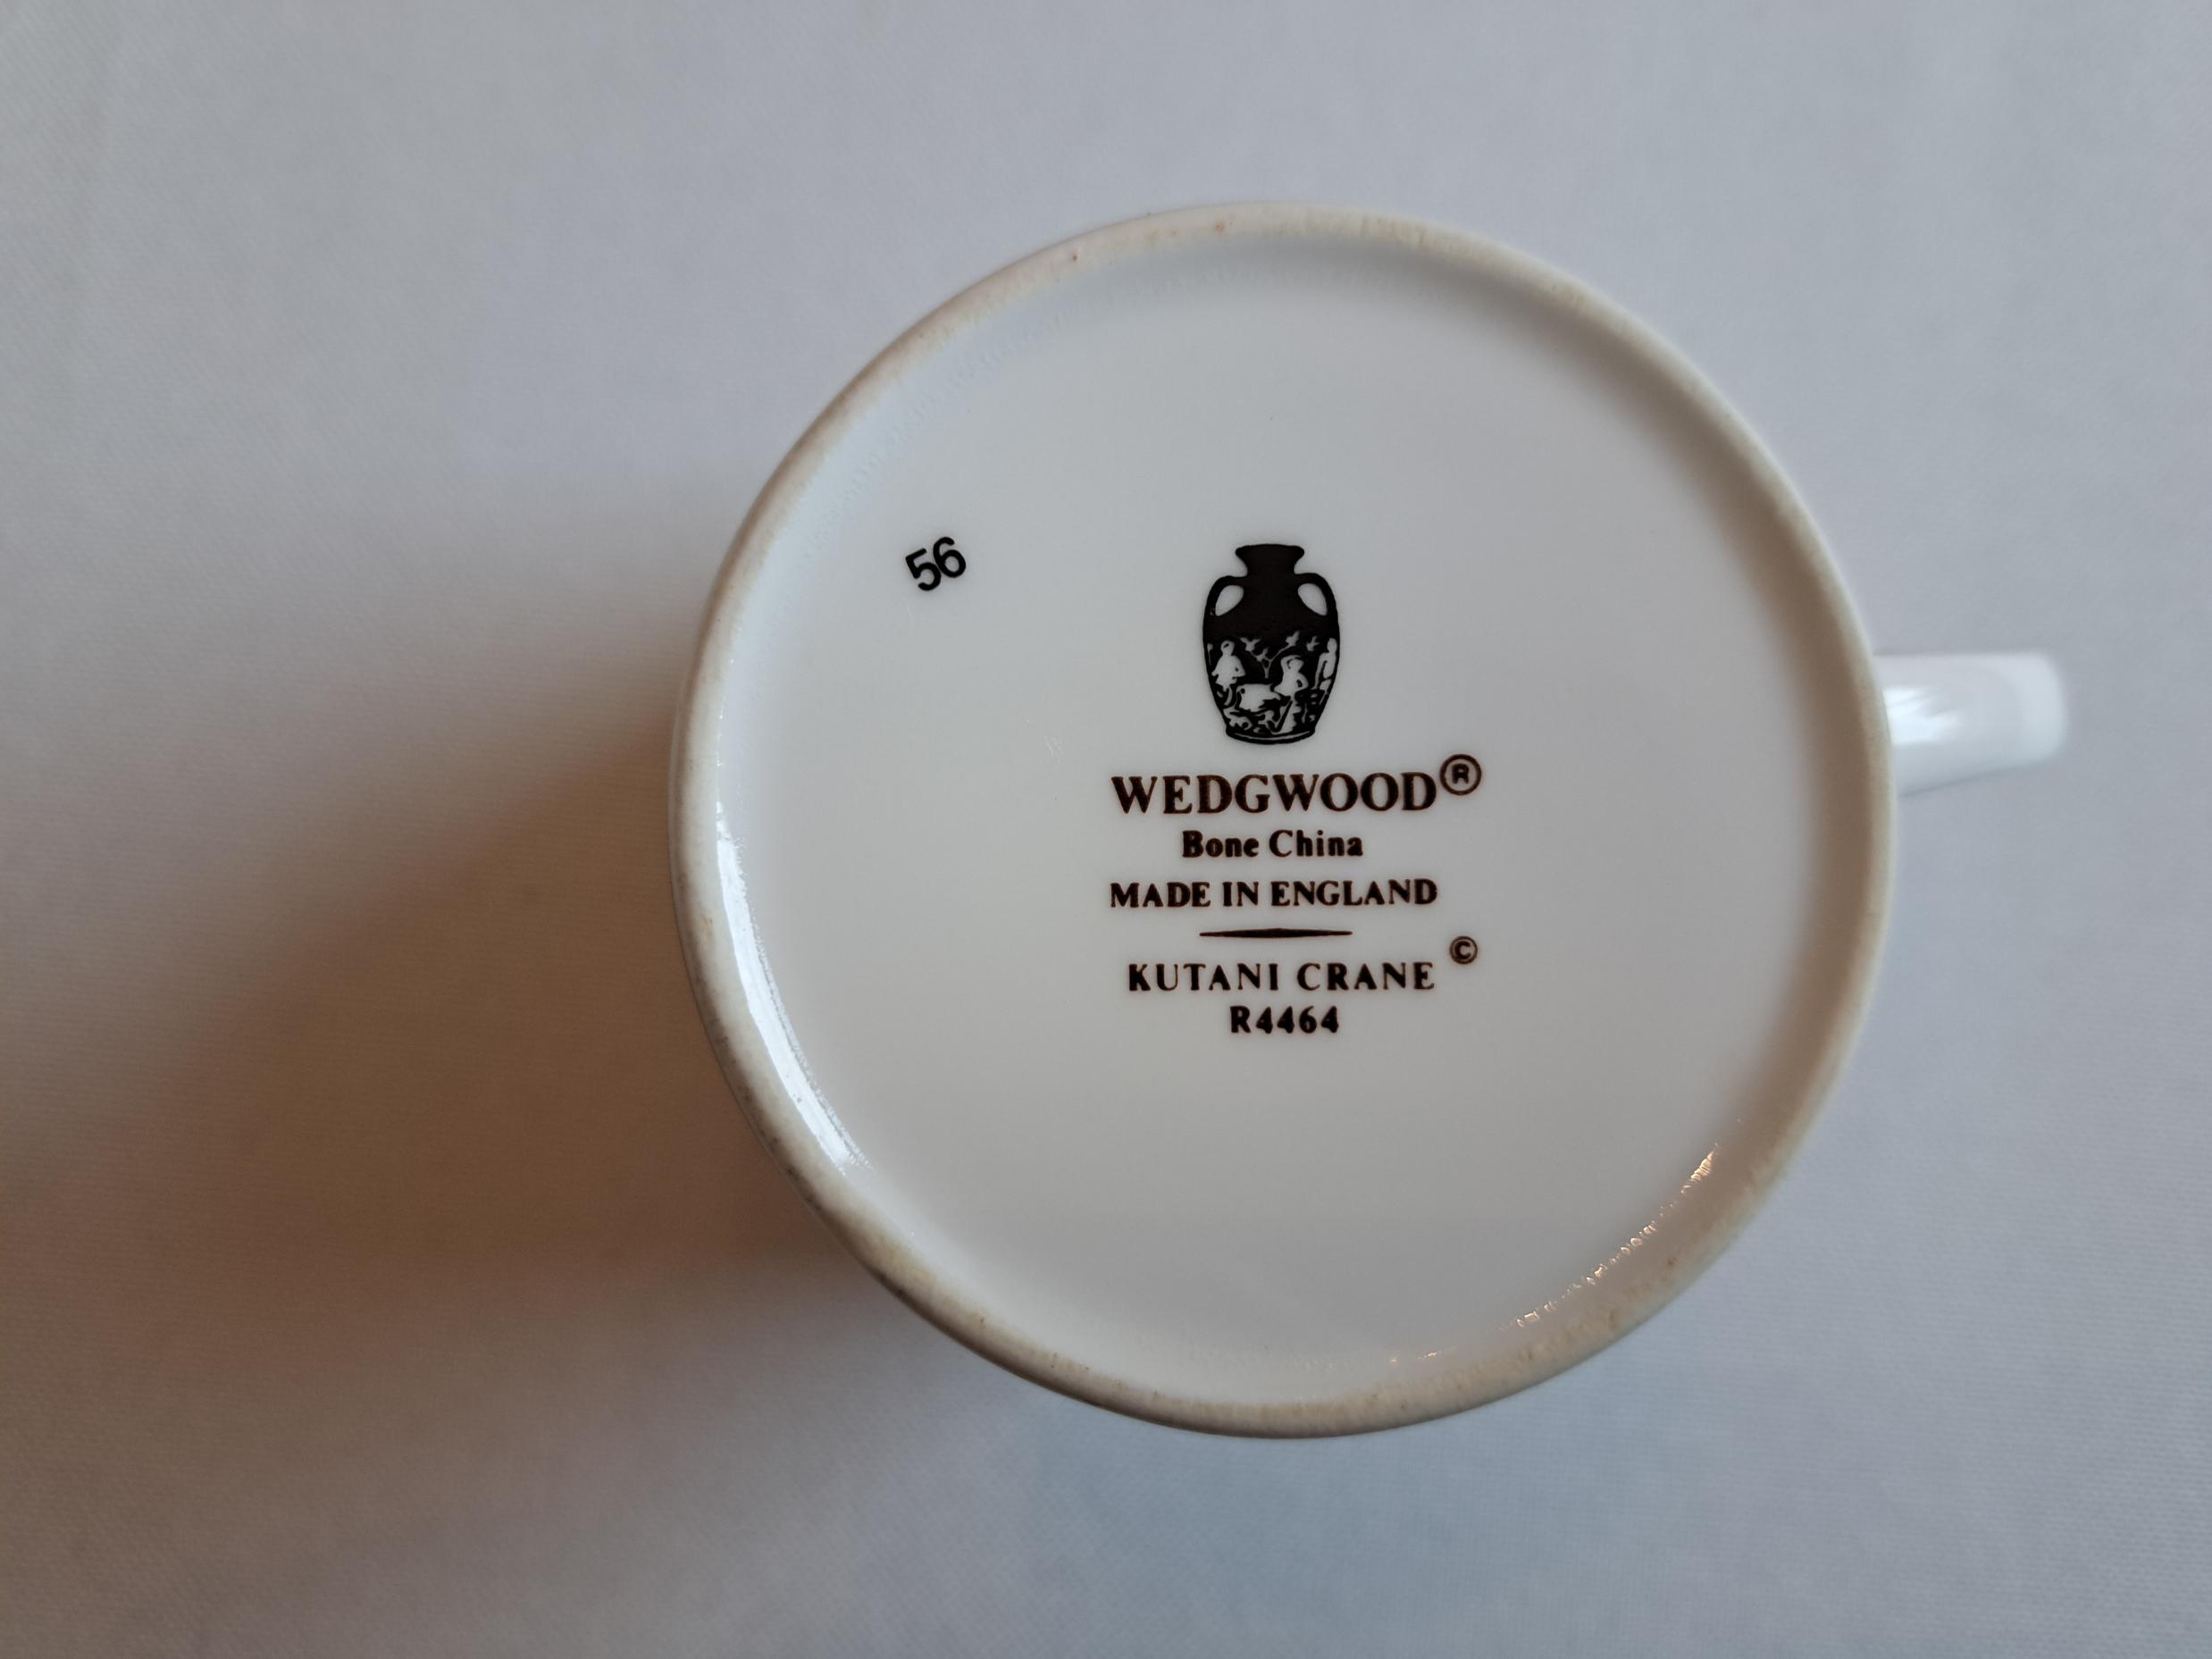 56
WEDGWOOD®
Bone China
MADE IN ENGLAND
KUTANI CRANE ©
R4464